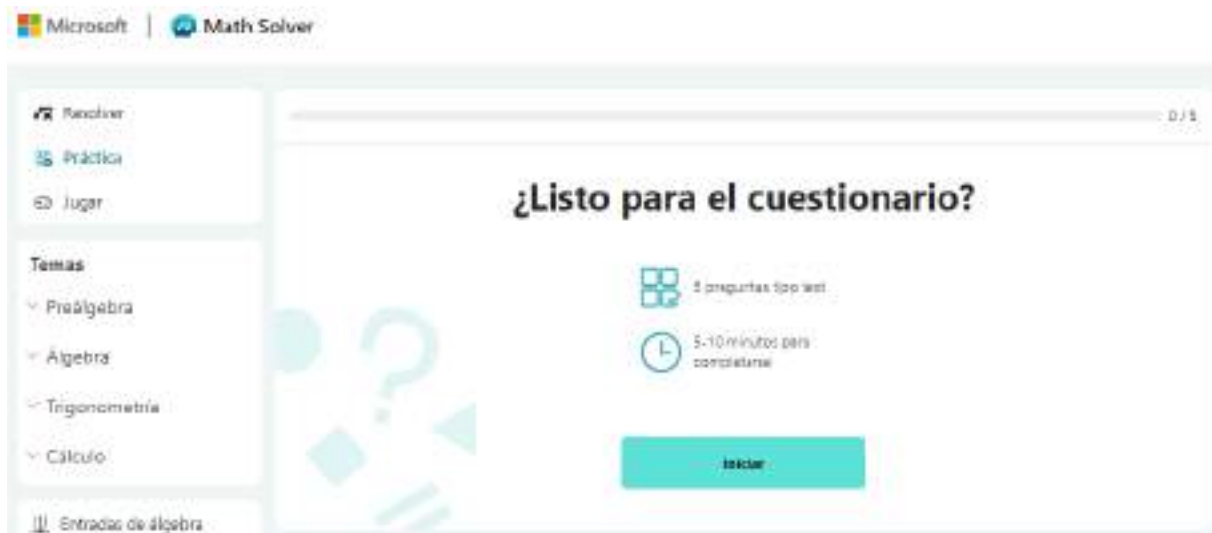 Microsoft | Math Solver
Resolver
Práctica
Jugar
Temas
Preálgebra
Álgebra
Trigonometría
Cálculo
Entradas de álgebra
0 / 5
¿Listo para el cuestionario?
5 preguntas tipo test
5-10 minutos para
completarse
Iniciar